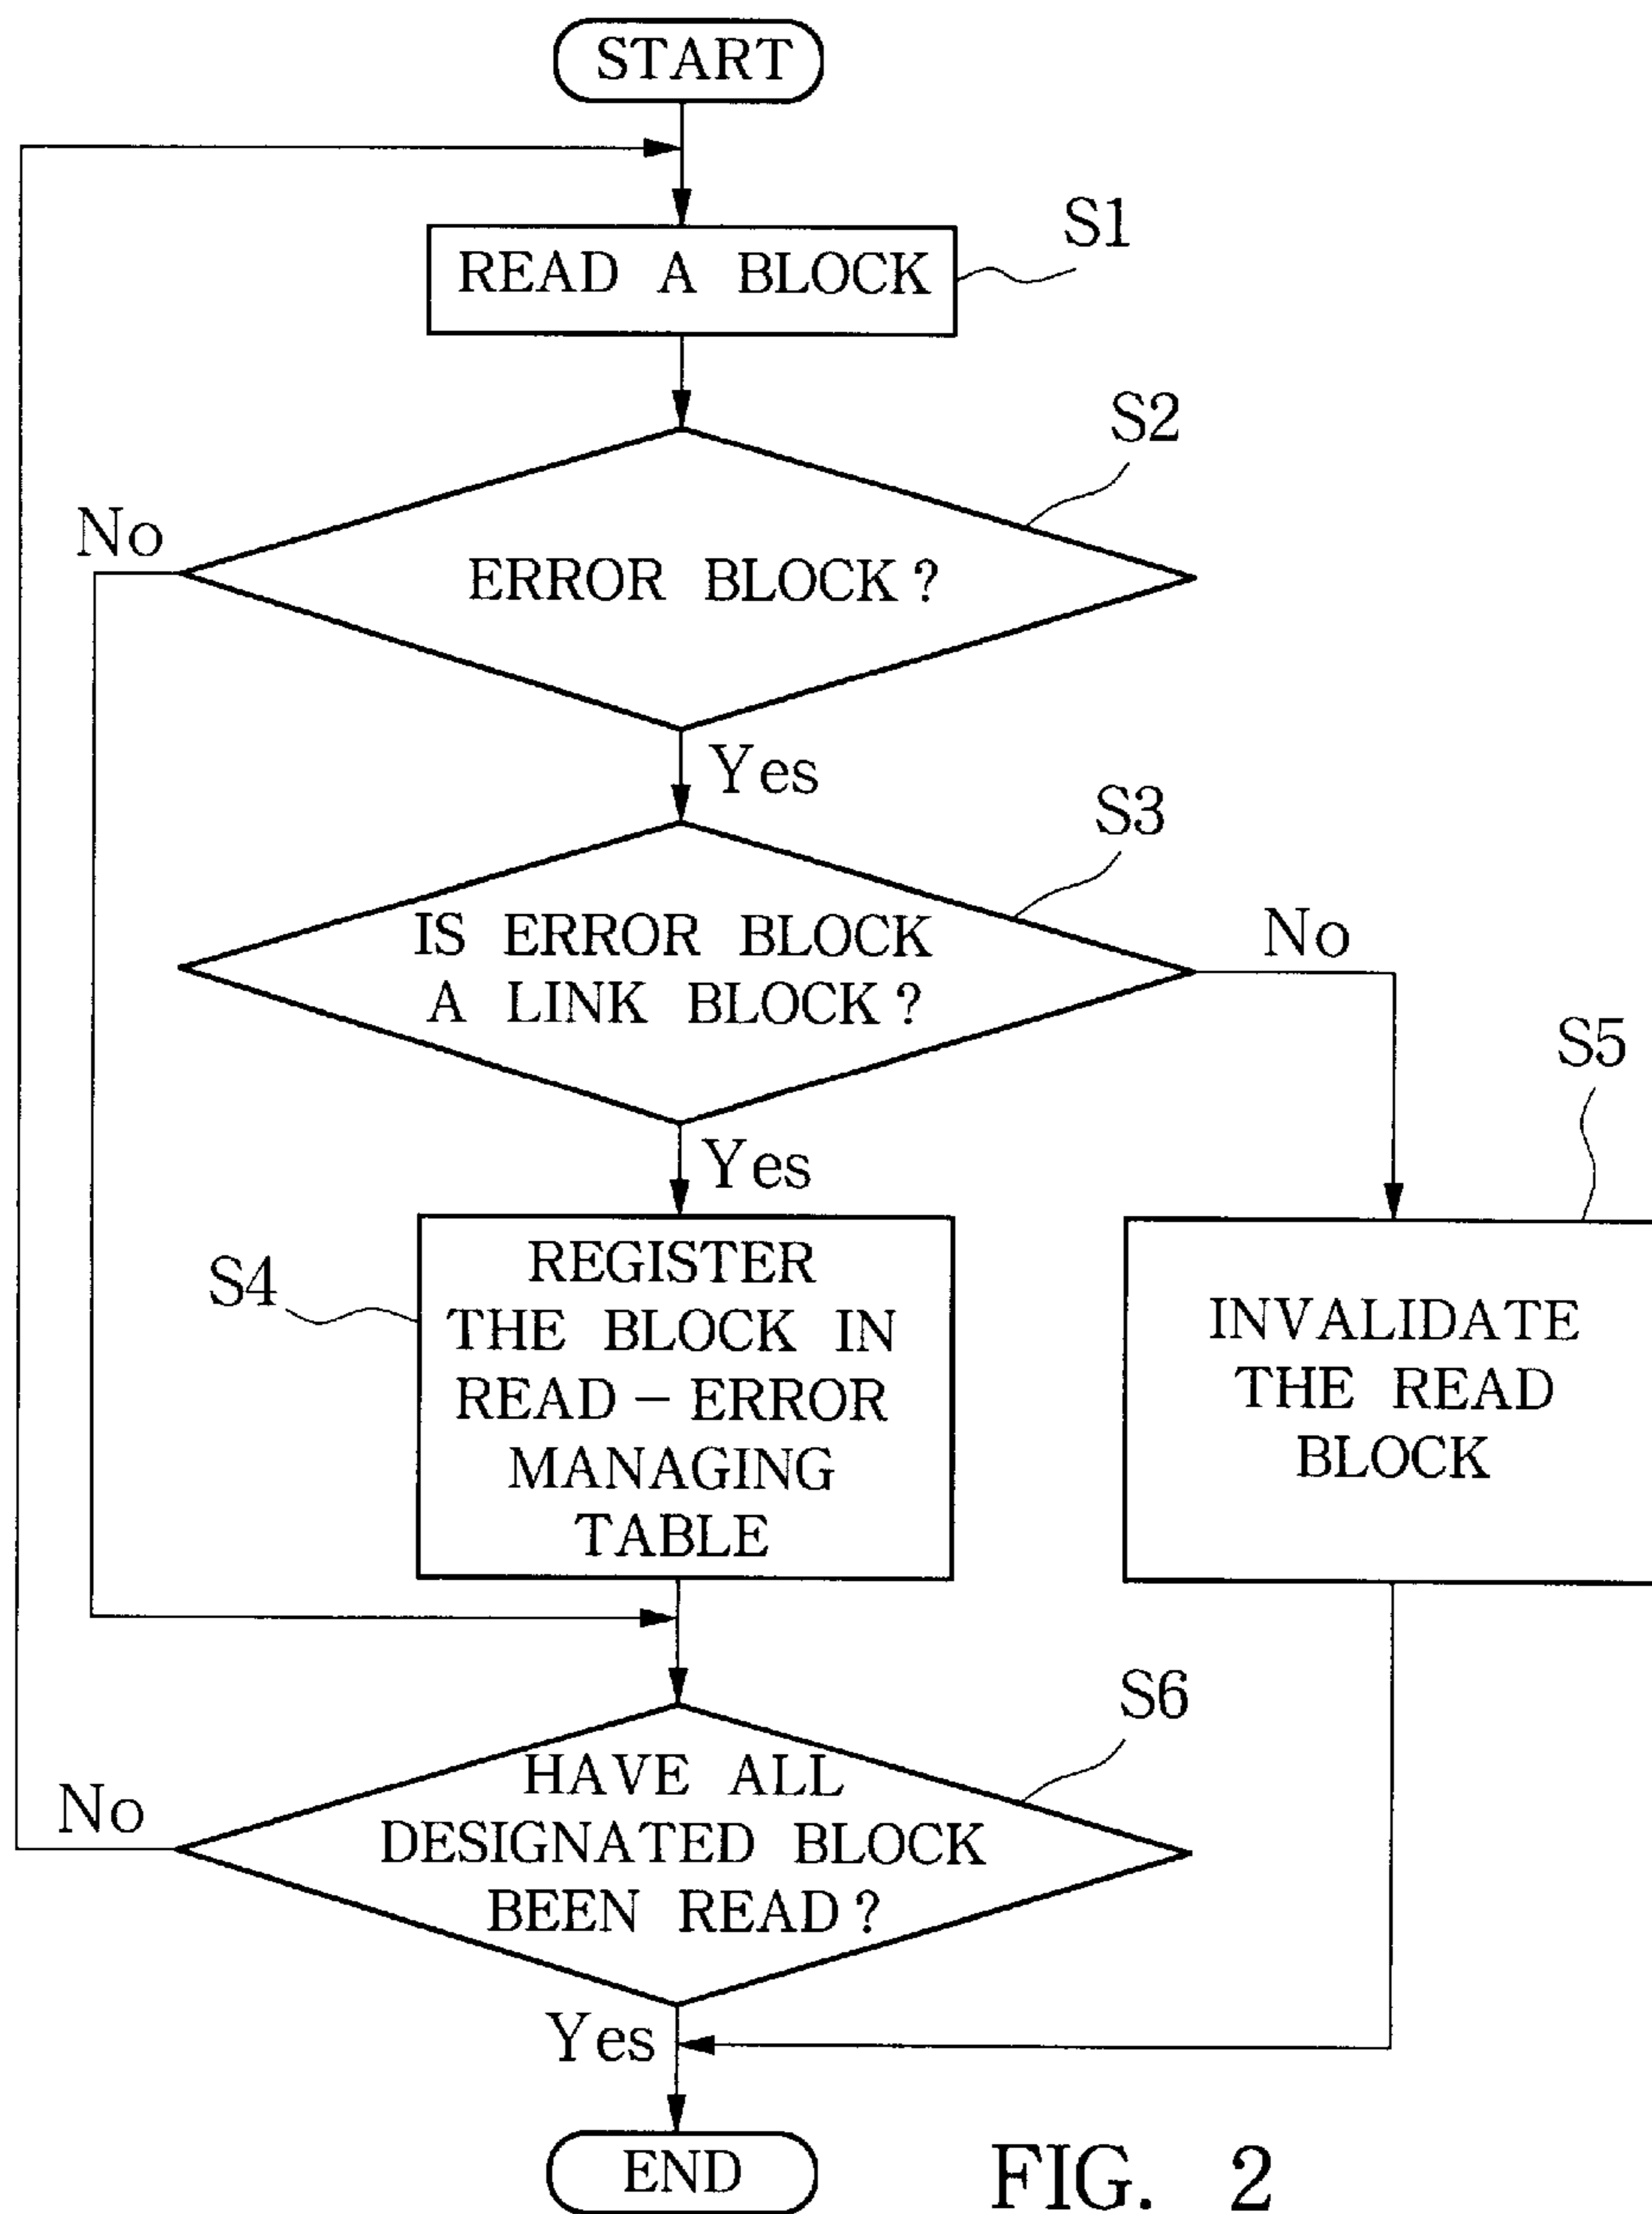 START
READ A BLOCK
S1
S2
No
ERROR BLOCK?
Yes
S3
IS ERROR BLOCK
A LINK BLOCK?
No
S5
Yes
S4
REGISTER
THE BLOCK IN
READ - ERROR
MANAGING
TABLE
INVALIDATE
THE READ
BLOCK
S6
No
HAVE ALL
DESIGNATED BLOCK
BEEN READ?
Yes
END
FIG. 2